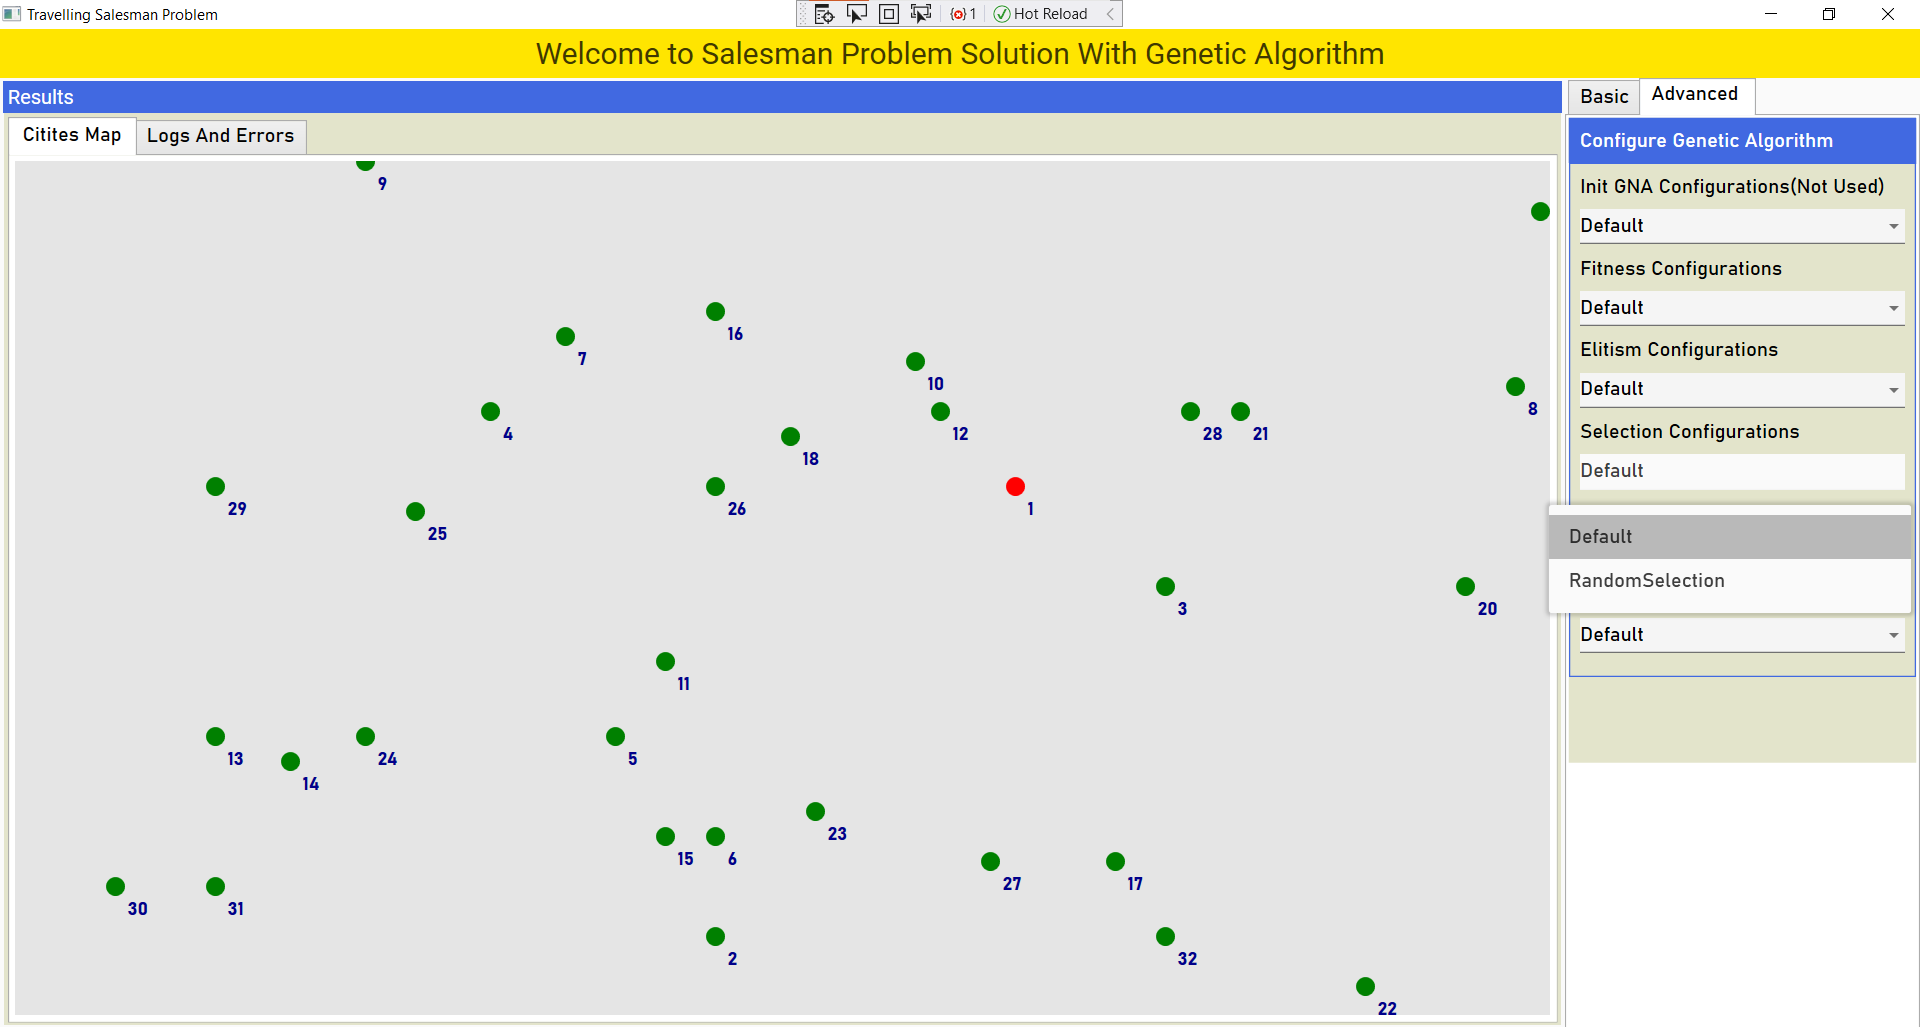 Travelling Salesman Problem
1 Hot Reload
Welcome to Salesman Problem Solution With Genetic Algorithm
Results
Basic Advanced
Citites Map Logs And Errors
Configure Genetic Algorithm
Init GNA Configurations(Not Used)
Default
Fitness Configurations
Default
Elitism Configurations
Default
Selection Configurations
Default
Default
RandomSelection
Default
9
16
7
10
8
4
12
28
21
18
29
26
1
25
3
20
11
13
24
5
14
23
15
6
27
17
30
31
2
32
22